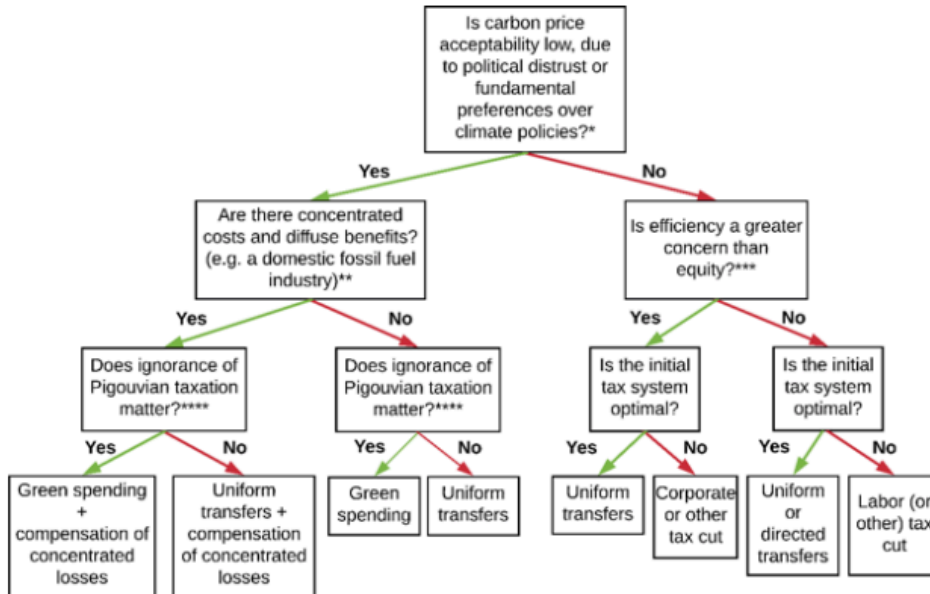 Is carbon price
acceptability low, due
to political distrust or
fundamental
preferences over
climate policies?*
Yes
No
Are there concentrated
costs and diffuse benefits?
(e.g. a domestic fossil fuel
industry)**
Is efficiency a greater
concern than
equity?***
Yes
No
Yes
No
Does ignorance of
Pigouvian taxation
matter?****
Does ignorance of
Pigouvian taxation
matter?****
Is the initial
tax system
optimal?
Is the initial
tax system
optimal?
Yes
No
Yes
No
Yes
No
Yes
No
Green spending
+
compensation of
concentrated
losses
Uniform
transfers +
compensation
of concentrated
losses
Green
spending
Uniform
transfers
Uniform
transfers
Corporate
or other
tax cut
Uniform
or
directed
transfers
Labor (or
other) tax
cut